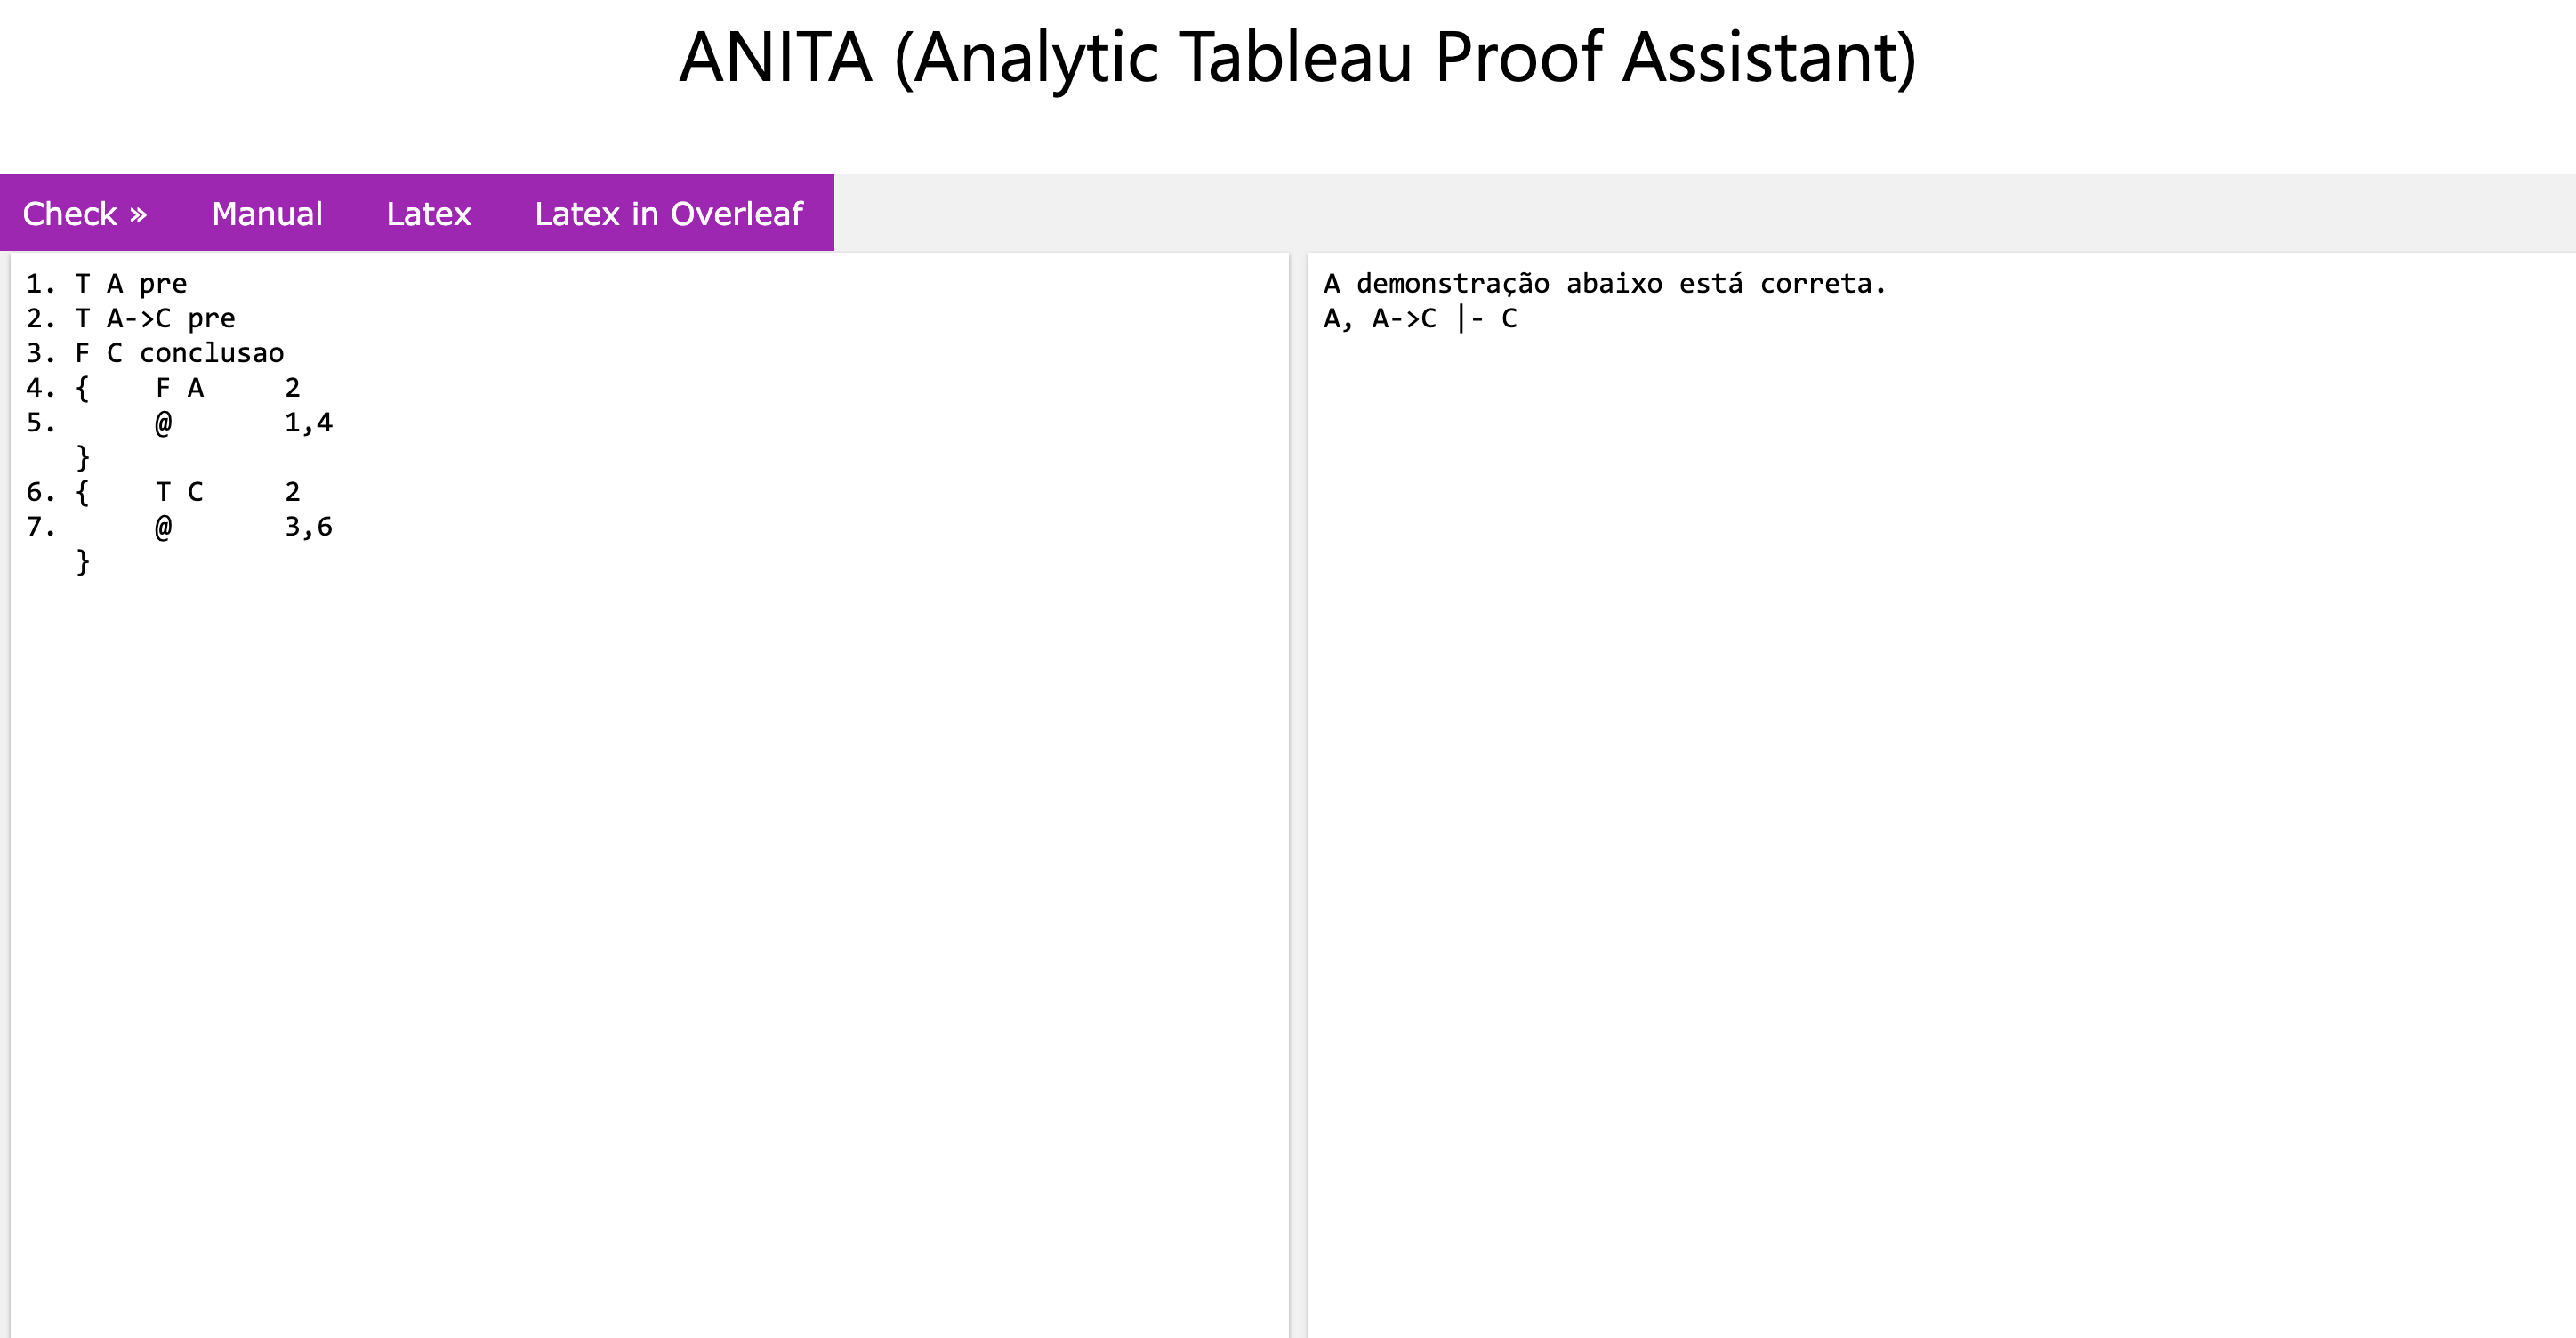 ANITA (Analytic Tableau Proof Assistant)
Check » Manual Latex Latex in Overleaf
1. T A pre
2. T A->C pre
3. F C conclusao
4. {    F A     2
5.      @       1,4
   }
6. {    T C     2
7.      @       3,6
   }
A demonstração abaixo está correta.
A, A->C |- C